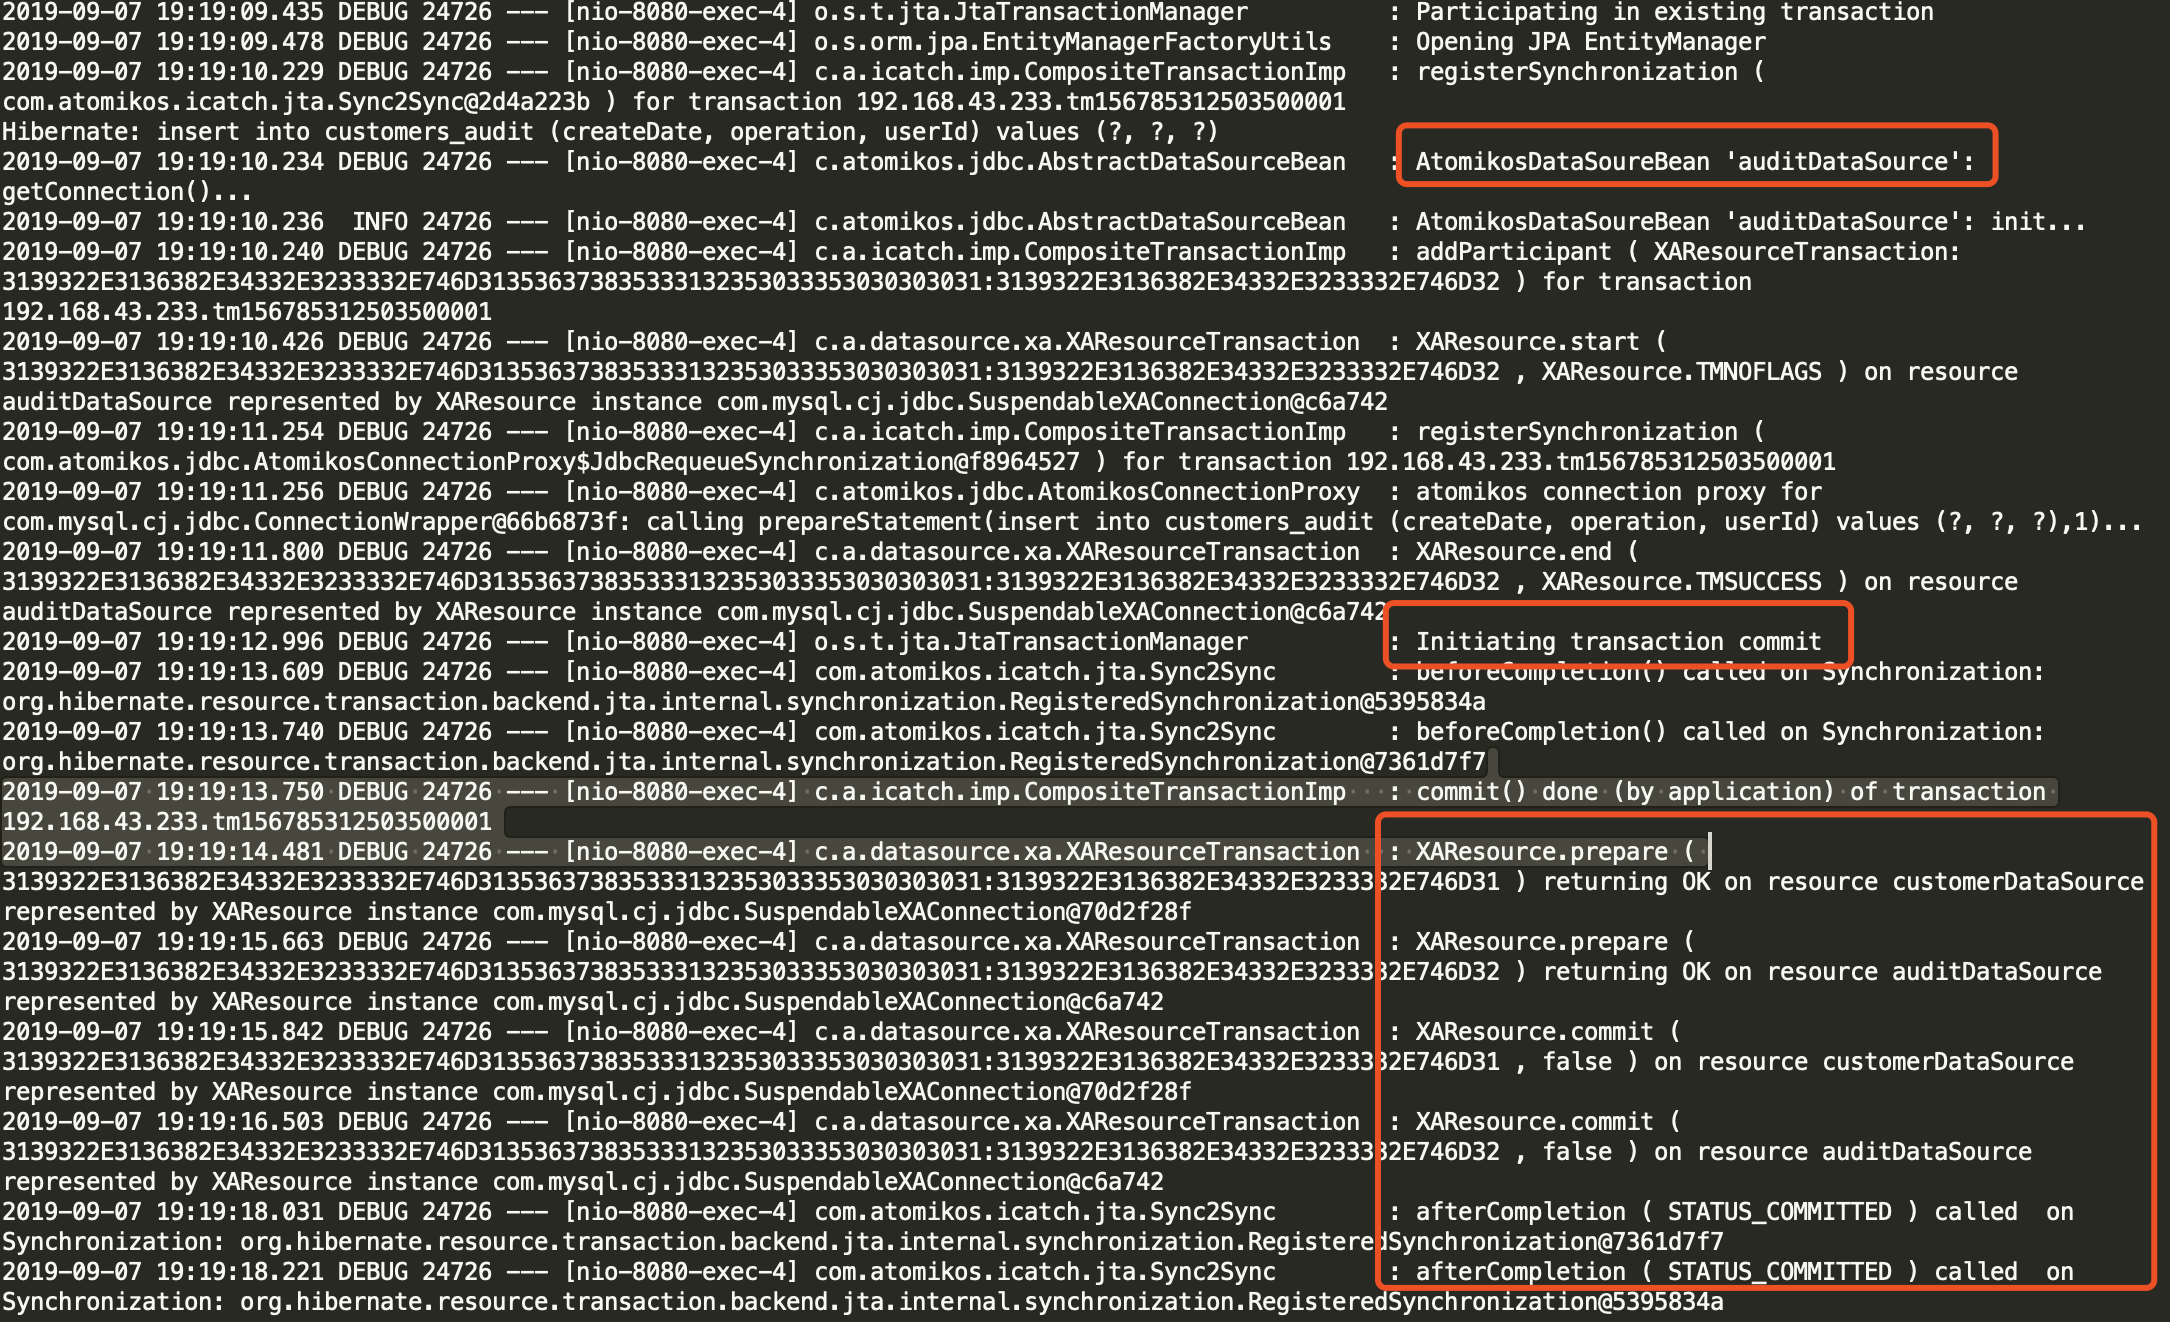 2019-09-07 19:19:09.435 DEBUG 24726 --- [nio-8080-exec-4] o.s.t.jta.JtaTransactionManager : Participating in existing transaction
2019-09-07 19:19:09.478 DEBUG 24726 --- [nio-8080-exec-4] o.s.orm.jpa.EntityManagerFactoryUtils : Opening JPA EntityManager
2019-09-07 19:19:10.229 DEBUG 24726 --- [nio-8080-exec-4] c.a.icatch.imp.CompositeTransactionImp : registerSynchronization (
com.atomikos.icatch.jta.Sync2Sync@2d4a223b ) for transaction 192.168.43.233.tm156785312503500001
Hibernate: insert into customers_audit (createDate, operation, userId) values (?, ?, ?)
2019-09-07 19:19:10.234 DEBUG 24726 --- [nio-8080-exec-4] c.atomikos.jdbc.AbstractDataSourceBean : AtomikosDataSoureBean 'auditDataSource':
getConnection()...
2019-09-07 19:19:10.236 INFO 24726 --- [nio-8080-exec-4] c.atomikos.jdbc.AbstractDataSourceBean : AtomikosDataSoureBean 'auditDataSource': init...
2019-09-07 19:19:10.240 DEBUG 24726 --- [nio-8080-exec-4] c.a.icatch.imp.CompositeTransactionImp : addParticipant ( XAResourceTransaction:
3139322E3136382E34332E3233332E746D313536373835333132353033353030303031:3139322E3136382E34332E3233332E746D32 ) for transaction
192.168.43.233.tm156785312503500001
2019-09-07 19:19:10.426 DEBUG 24726 --- [nio-8080-exec-4] c.a.datasource.xa.XAResourceTransaction : XAResource.start (
3139322E3136382E34332E3233332E746D313536373835333132353033353030303031:3139322E3136382E34332E3233332E746D32 , XAResource.TMNOFLAGS ) on resource
auditDataSource represented by XAResource instance com.mysql.cj.jdbc.SuspendableXAConnection@c6a742
2019-09-07 19:19:11.254 DEBUG 24726 --- [nio-8080-exec-4] c.a.icatch.imp.CompositeTransactionImp : registerSynchronization (
com.atomikos.jdbc.AtomikosConnectionProxy$JdbcRequeueSynchronization@f8964527 ) for transaction 192.168.43.233.tm156785312503500001
2019-09-07 19:19:11.256 DEBUG 24726 --- [nio-8080-exec-4] c.atomikos.jdbc.AtomikosConnectionProxy : atomikos connection proxy for
com.mysql.cj.jdbc.ConnectionWrapper@66b6873f: calling prepareStatement(insert into customers_audit (createDate, operation, userId) values (?, ?, ?),1)...
2019-09-07 19:19:11.800 DEBUG 24726 --- [nio-8080-exec-4] c.a.datasource.xa.XAResourceTransaction : XAResource.end (
3139322E3136382E34332E3233332E746D313536373835333132353033353030303031:3139322E3136382E34332E3233332E746D32 , XAResource.TMSUCCESS ) on resource
auditDataSource represented by XAResource instance com.mysql.cj.jdbc.SuspendableXAConnection@c6a742
2019-09-07 19:19:12.996 DEBUG 24726 --- [nio-8080-exec-4] o.s.t.jta.JtaTransactionManager : Initiating transaction commit
2019-09-07 19:19:13.609 DEBUG 24726 --- [nio-8080-exec-4] com.atomikos.icatch.jta.Sync2Sync : beforeCompletion() called on Synchronization:
org.hibernate.resource.transaction.backend.jta.internal.synchronization.RegisteredSynchronization@5395834a
2019-09-07 19:19:13.740 DEBUG 24726 --- [nio-8080-exec-4] com.atomikos.icatch.jta.Sync2Sync : beforeCompletion() called on Synchronization:
org.hibernate.resource.transaction.backend.jta.internal.synchronization.RegisteredSynchronization@7361d7f7
2019-09-07 19:19:13.750 DEBUG 24726 --- [nio-8080-exec-4] c.a.icatch.imp.CompositeTransactionImp : commit() done (by application) of transaction
192.168.43.233.tm156785312503500001
2019-09-07 19:19:14.481 DEBUG 24726 --- [nio-8080-exec-4] c.a.datasource.xa.XAResourceTransaction : XAResource.prepare (
3139322E3136382E34332E3233332E746D313536373835333132353033353030303031:3139322E3136382E34332E3233332E746D31 ) returning OK on resource customerDataSource
represented by XAResource instance com.mysql.cj.jdbc.SuspendableXAConnection@70d2f28f
2019-09-07 19:19:15.663 DEBUG 24726 --- [nio-8080-exec-4] c.a.datasource.xa.XAResourceTransaction : XAResource.prepare (
3139322E3136382E34332E3233332E746D313536373835333132353033353030303031:3139322E3136382E34332E3233332E746D32 ) returning OK on resource auditDataSource
represented by XAResource instance com.mysql.cj.jdbc.SuspendableXAConnection@c6a742
2019-09-07 19:19:15.842 DEBUG 24726 --- [nio-8080-exec-4] c.a.datasource.xa.XAResourceTransaction : XAResource.commit (
3139322E3136382E34332E3233332E746D313536373835333132353033353030303031:3139322E3136382E34332E3233332E746D31 , false ) on resource customerDataSource
represented by XAResource instance com.mysql.cj.jdbc.SuspendableXAConnection@70d2f28f
2019-09-07 19:19:16.503 DEBUG 24726 --- [nio-8080-exec-4] c.a.datasource.xa.XAResourceTransaction : XAResource.commit (
3139322E3136382E34332E3233332E746D313536373835333132353033353030303031:3139322E3136382E34332E3233332E746D32 , false ) on resource auditDataSource
represented by XAResource instance com.mysql.cj.jdbc.SuspendableXAConnection@c6a742
2019-09-07 19:19:18.031 DEBUG 24726 --- [nio-8080-exec-4] com.atomikos.icatch.jta.Sync2Sync : afterCompletion ( STATUS_COMMITTED ) called on
Synchronization: org.hibernate.resource.transaction.backend.jta.internal.synchronization.RegisteredSynchronization@7361d7f7
2019-09-07 19:19:18.221 DEBUG 24726 --- [nio-8080-exec-4] com.atomikos.icatch.jta.Sync2Sync : afterCompletion ( STATUS_COMMITTED ) called on
Synchronization: org.hibernate.resource.transaction.backend.jta.internal.synchronization.RegisteredSynchronization@5395834a